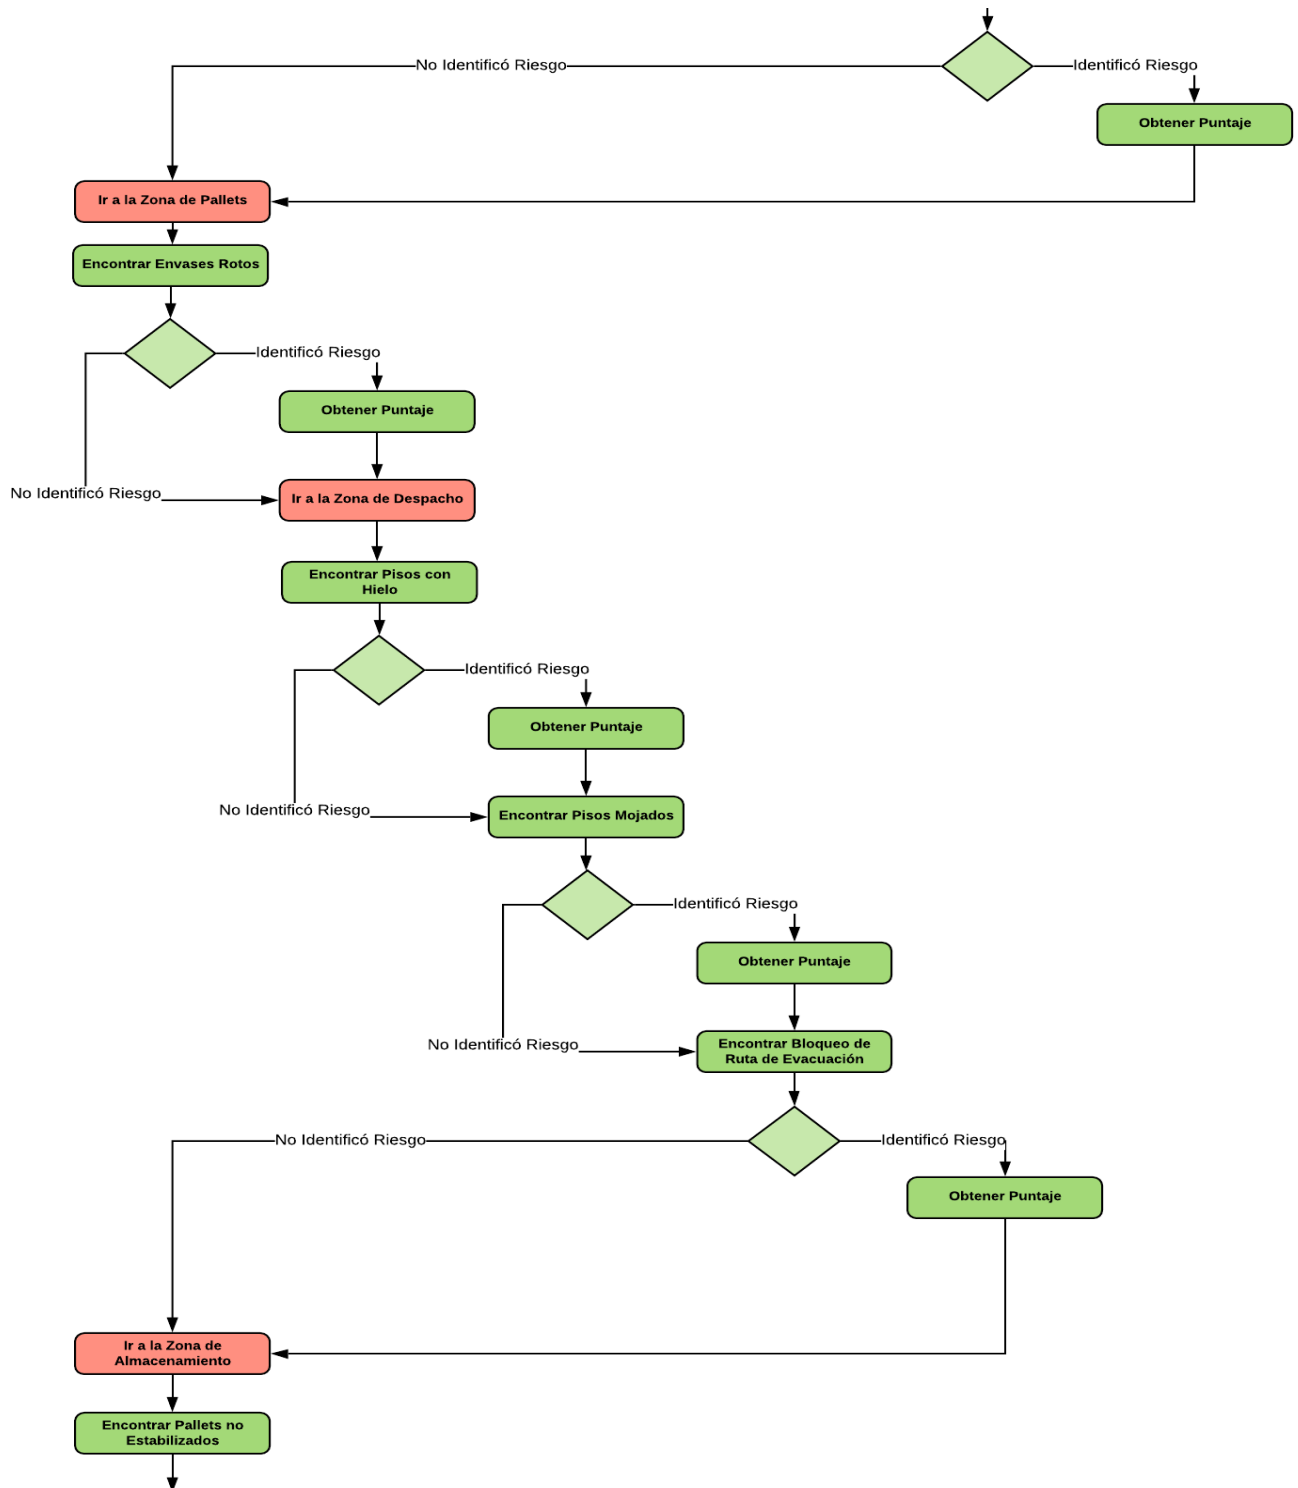 No Identificó Riesgo
Identificó Riesgo
Obtener Puntaje
Ir a la Zona de Pallets
Encontrar Envases Rotos
Identificó Riesgo
Obtener Puntaje
No Identificó Riesgo
Ir a la Zona de Despacho
Encontrar Pisos con
Hielo
Identificó Riesgo
Obtener Puntaje
No Identificó Riesgo
Encontrar Pisos Mojados
Identificó Riesgo
Obtener Puntaje
No Identificó Riesgo
Encontrar Bloqueo de
Ruta de Evacuación
No Identificó Riesgo
Identificó Riesgo
Obtener Puntaje
Ir a la Zona de
Almacenamiento
Encontrar Pallets no
Estabilizados